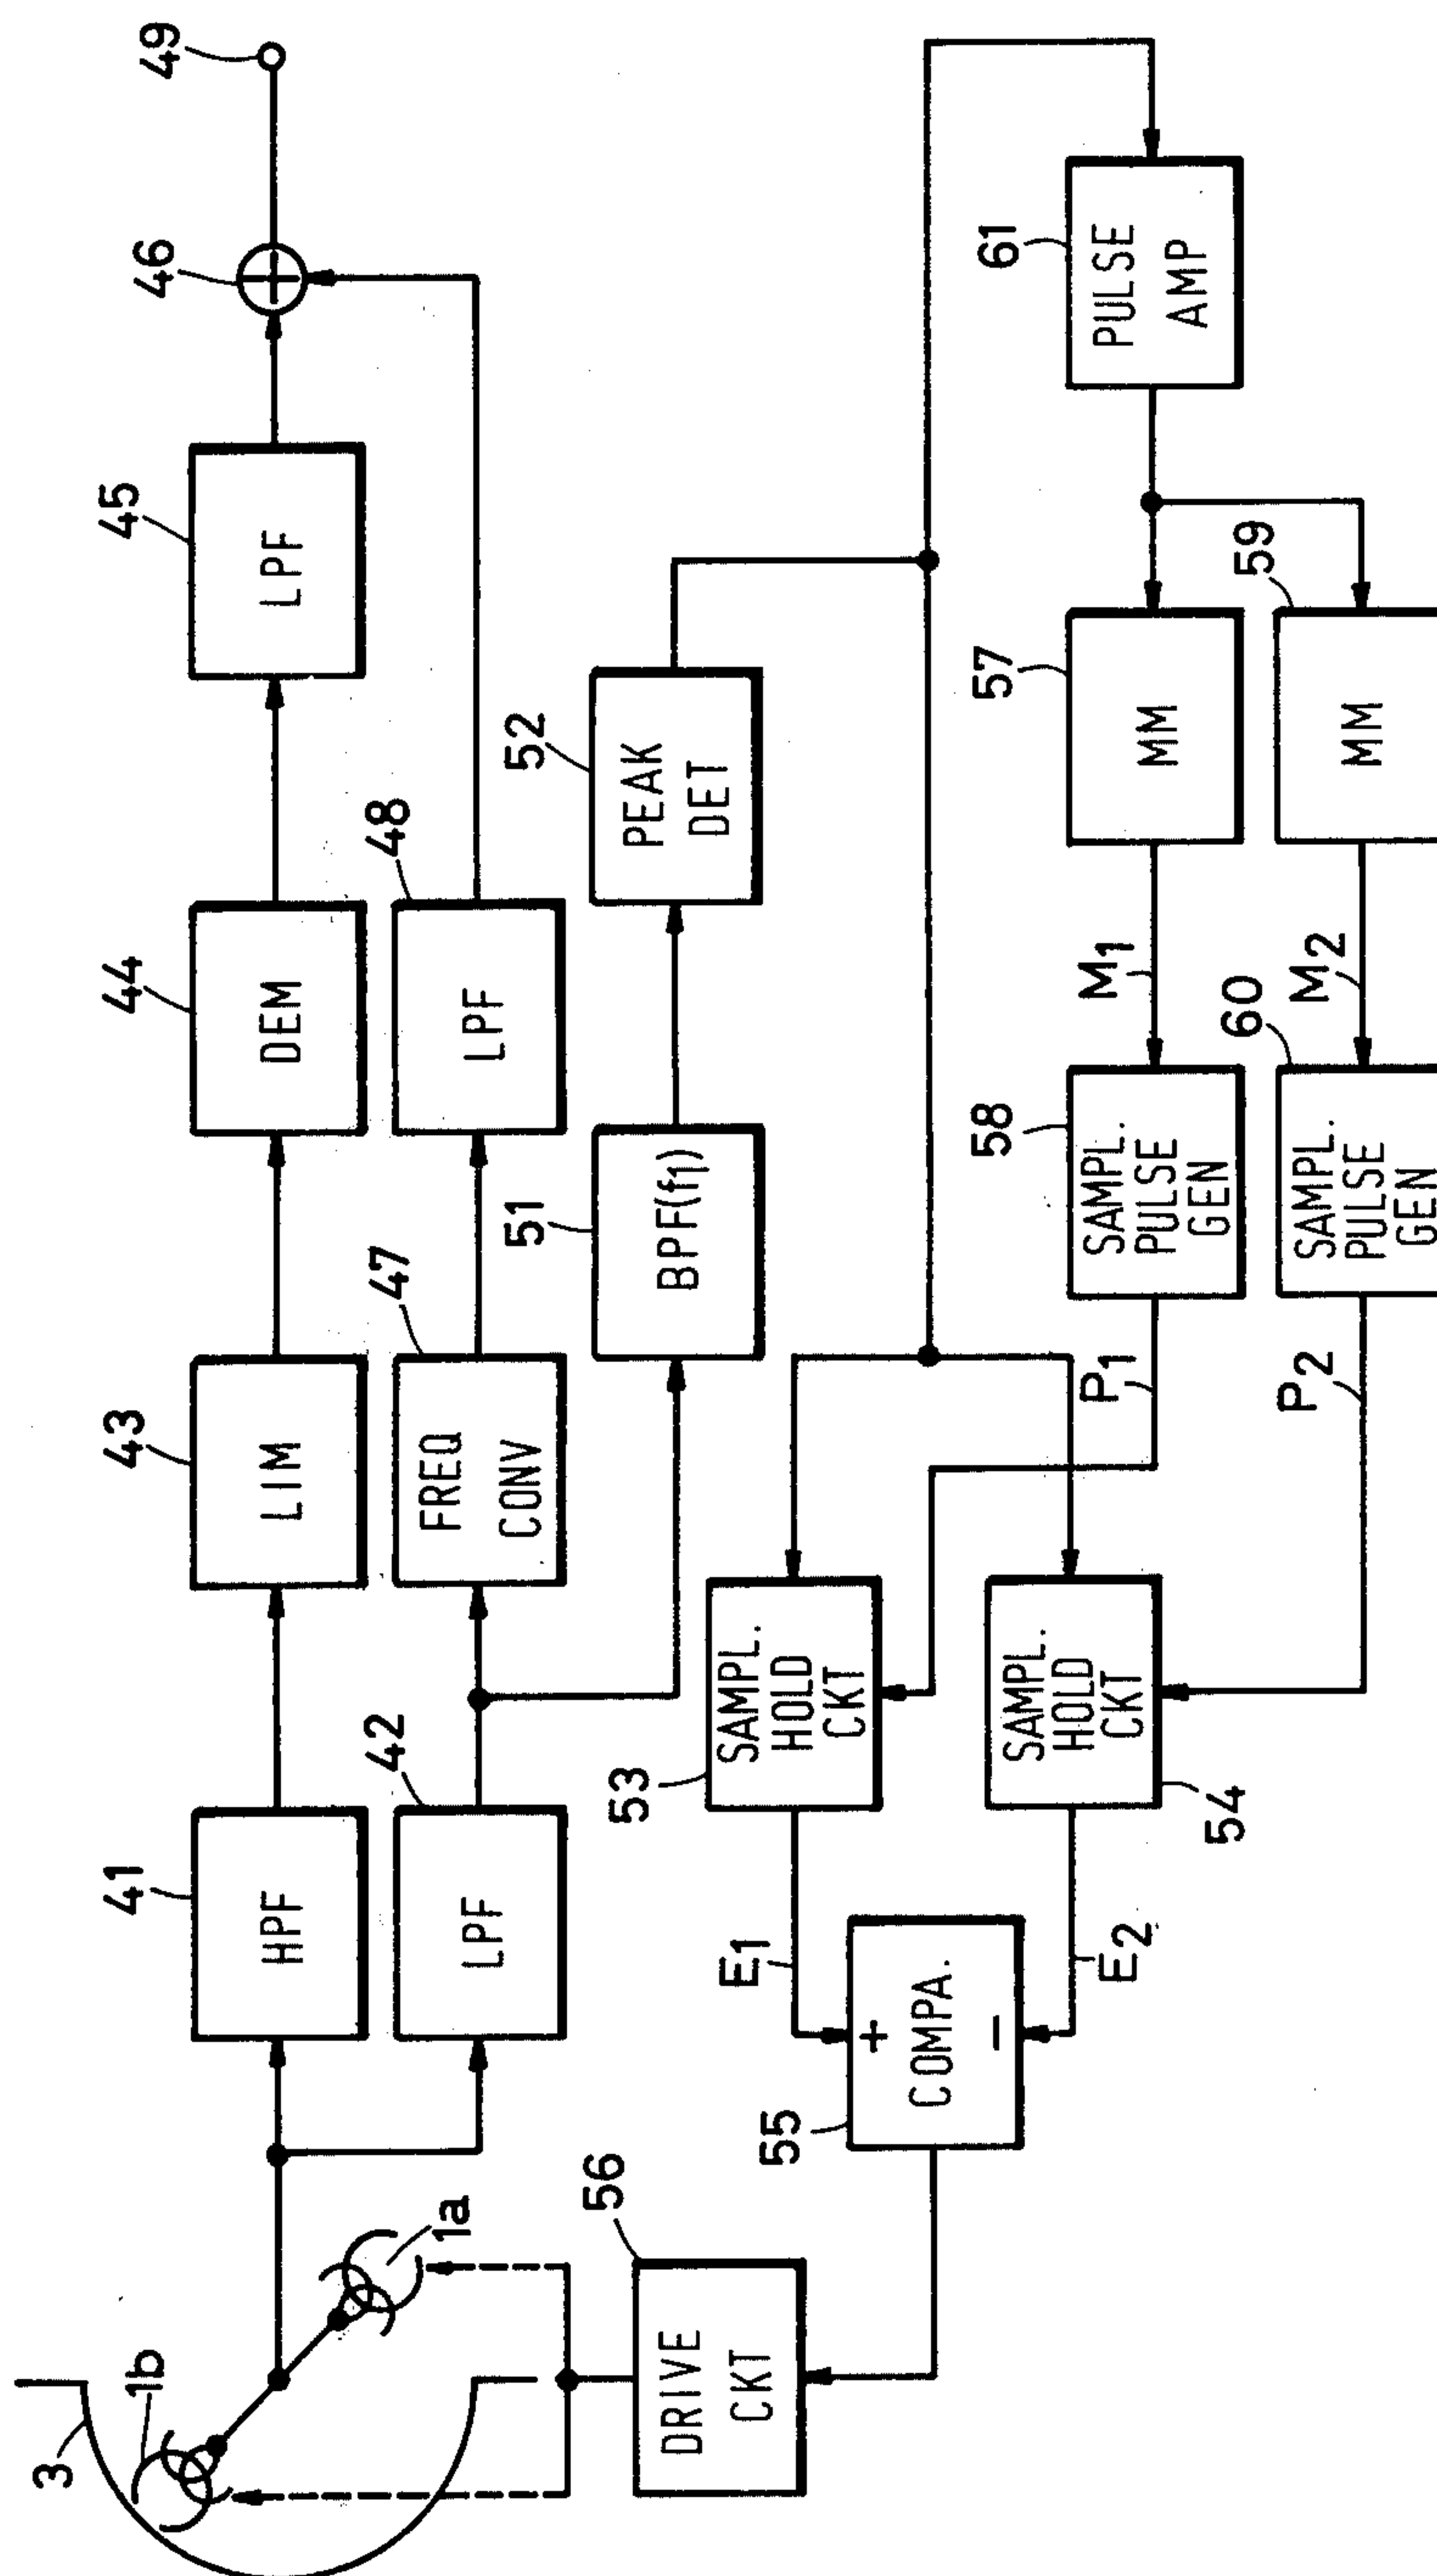 3
1b
1a
41
HPF
43
LIM
44
DEM
45
LPF
46
49
42
LPF
47
FREQ
CONV
48
LPF
51
BPF(f1)
52
PEAK
DET
56
DRIVE
CKT
55
+
COMPA.
−
E1
E2
53
SAMPL.
HOLD
CKT
54
SAMPL.
HOLD
CKT
P1
P2
58
SAMPL.
PULSE
GEN
60
SAMPL.
PULSE
GEN
M1
M2
57
MM
59
MM
61
PULSE
AMP